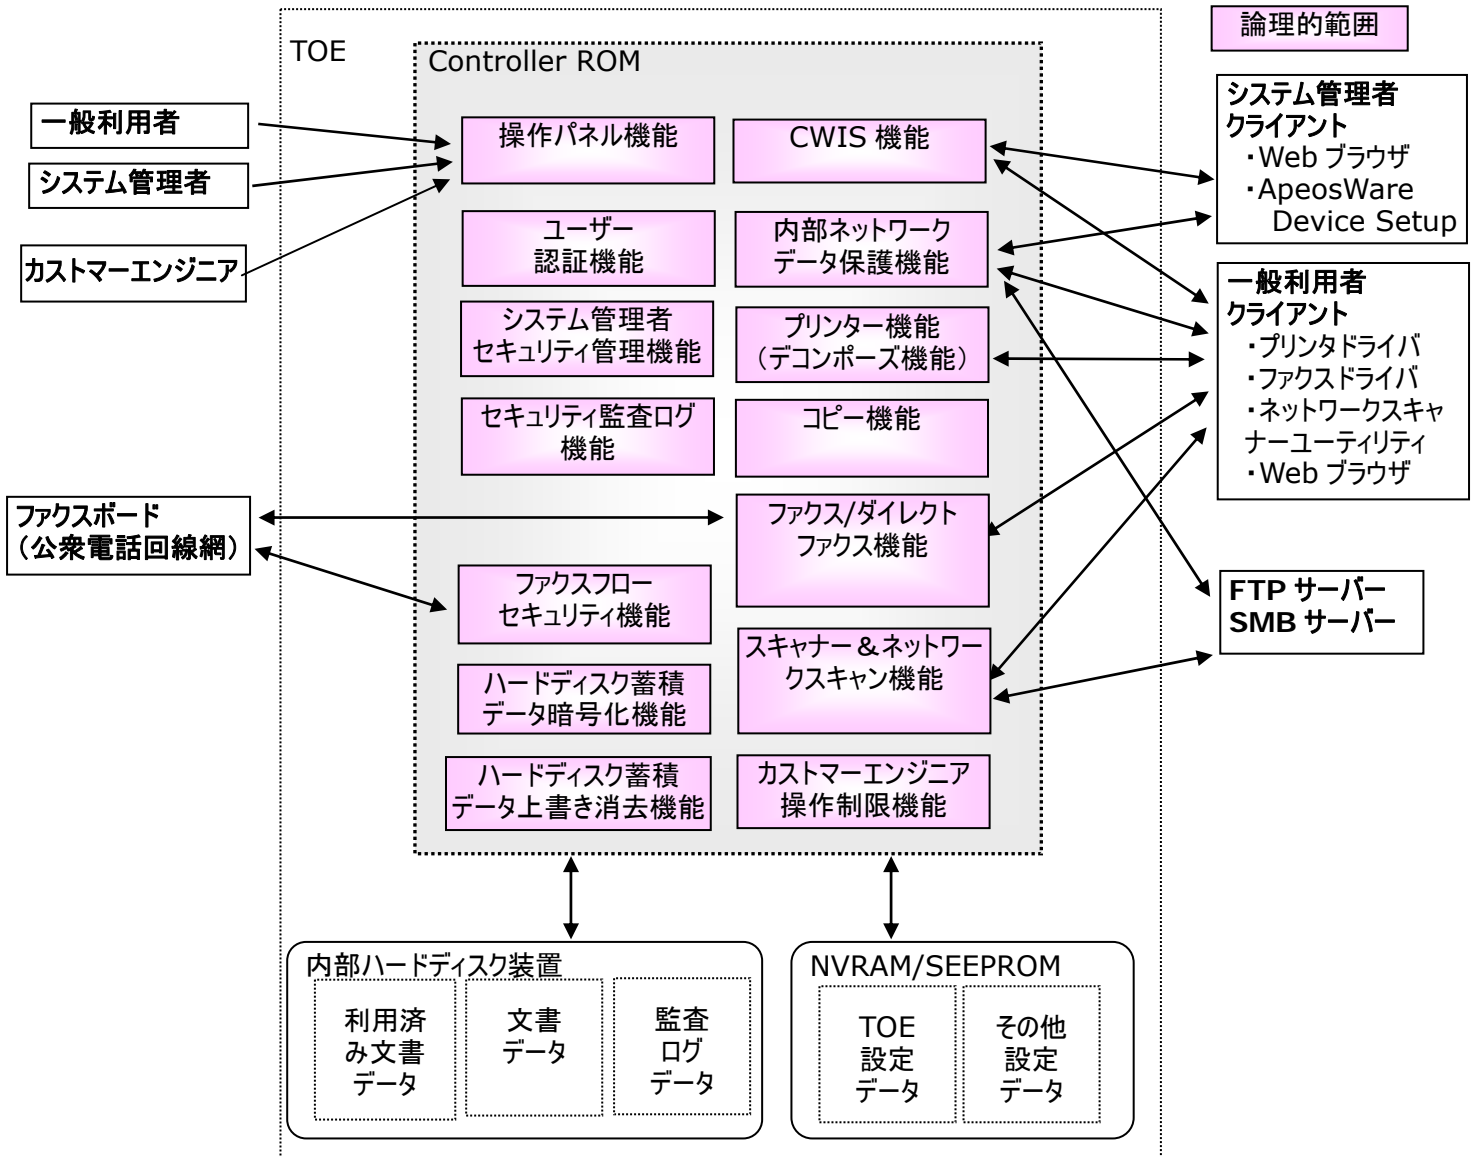 論理的範囲
TOE
Controller ROM
一般利用者
システム管理者
カストマーエンジニア
ファクスボード
（公衆電話回線網）
操作パネル機能
ユーザー
認証機能
システム管理者
セキュリティ管理機能
セキュリティ監査ログ
機能
ファクスフロー
セキュリティ機能
ハードディスク蓄積
データ暗号化機能
ハードディスク蓄積
データ上書き消去機能
CWIS 機能
内部ネットワーク
データ保護機能
プリンター機能
（デコンポーズ機能）
コピー機能
ファクス/ダイレクト
ファクス機能
スキャナー＆ネットワー
クスキャン機能
カストマーエンジニア
操作制限機能
システム管理者
クライアント
・Web ブラウザ
・ApeosWare
Device Setup
一般利用者
クライアント
・プリンタドライバ
・ファクスドライバ
・ネットワークスキャ
ナーユーティリティ
・Web ブラウザ
FTP サーバー
SMB サーバー
内部ハードディスク装置
利用済
み文書
データ
文書
データ
監査
ログ
データ
NVRAM/SEEPROM
TOE
設定
データ
その他
設定
データ